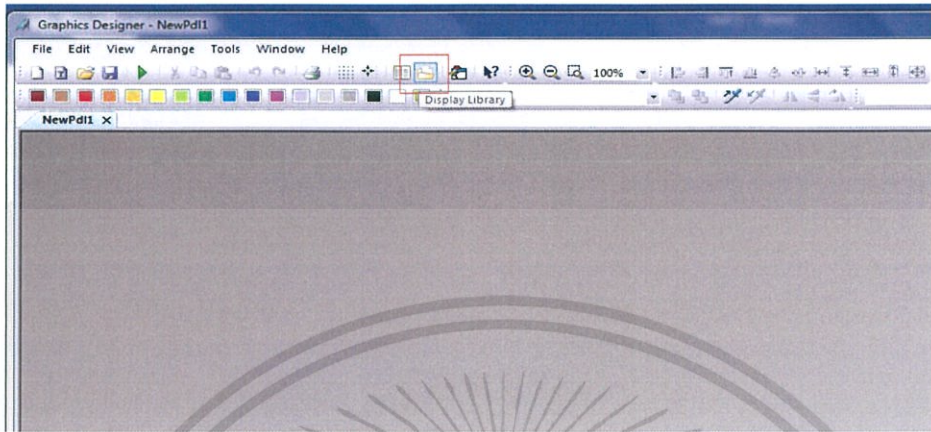 Graphics Designer - NewPdl1
File Edit View Arrange Tools Window Help
100%
Display Library
NewPdl1